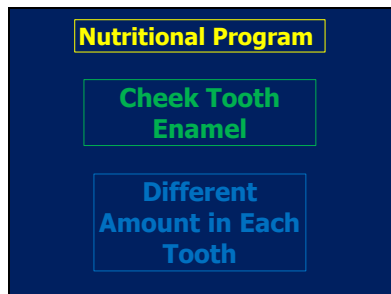 Nutritional Program
Cheek Tooth
Enamel
Different
Amount in Each
Tooth